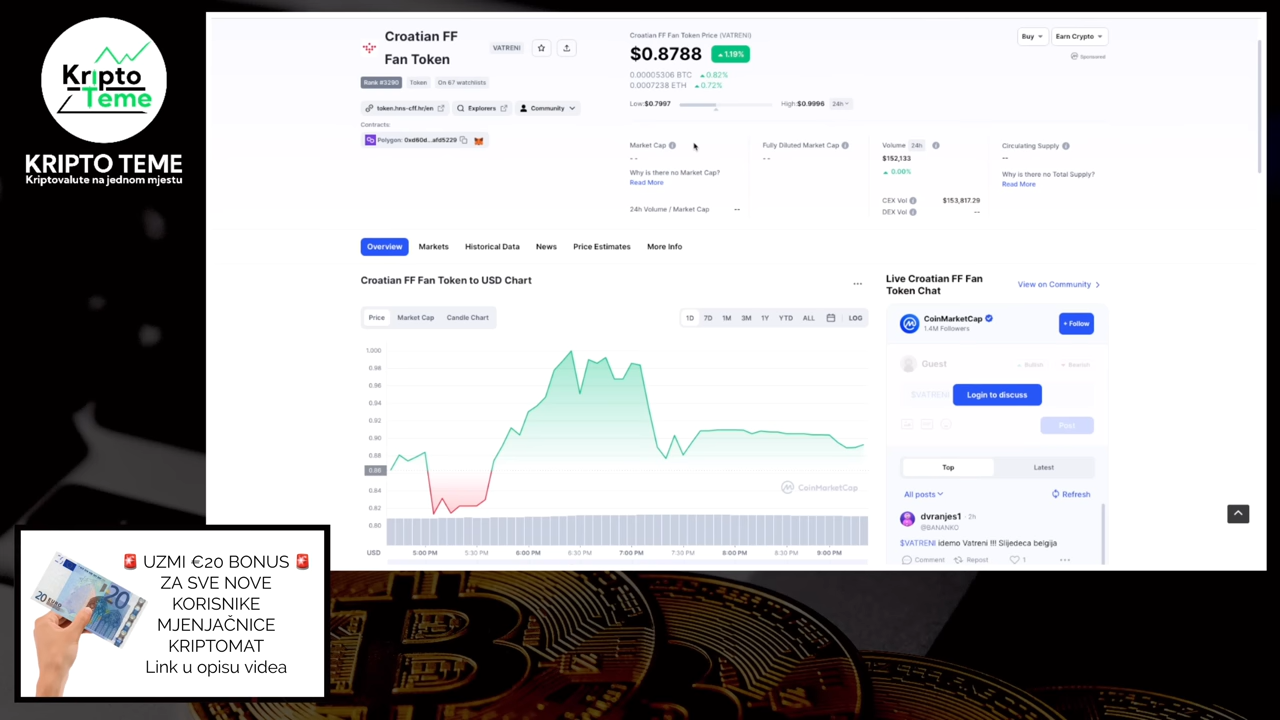 Kripto
Teme
KRIPTO TEME
Kriptovalute na jednom mjestu
Croatian FF
Fan Token
VATRENI
Rank #3290
Token
On 67 watchlists
token.hns-cff.hr/en
Explorers
Community
Contracts:
Polygon: 0xd60d...afd5229
Croatian FF Fan Token Price (VATRENI)
$0.8788
1.19%
0.00005306 BTC
0.82%
0.0007238 ETH
0.72%
Low: $0.7997
High: $0.9996
24h
Buy
Earn Crypto
Sponsored
Market Cap
--
Why is there no Market Cap?
Read More
24h Volume / Market Cap
--
Fully Diluted Market Cap
--
Volume 24h
$152,133
0.00%
CEX Vol
$153,817.29
DEX Vol
--
Circulating Supply
--
Why is there no Total Supply?
Read More
Overview
Markets
Historical Data
News
Price Estimates
More Info
Croatian FF Fan Token to USD Chart
Price
Market Cap
Candle Chart
1D
7D
1M
3M
1Y
YTD
ALL
LOG
1.000
0.98
0.96
0.94
0.92
0.90
0.88
0.86
0.84
0.82
0.80
CoinMarketCap
USD
5:00 PM
5:30 PM
6:00 PM
6:30 PM
7:00 PM
7:30 PM
8:00 PM
8:30 PM
9:00 PM
Live Croatian FF Fan
Token Chat
View on Community
CoinMarketCap
1.4M Followers
+ Follow
Guest
Bullish
Bearish
$VATRENI
Login to discuss
Post
Top
Latest
All posts
Refresh
dvranjes1 2h
@BANANKO
$VATRENI idemo Vatreni !!! Slijedeca belgija
Comment
Repost
1
UZMI €20 BONUS
ZA SVE NOVE
KORISNIKE
MJENJAČNICE
KRIPTOMAT
Link u opisu videa
20 EURO
20